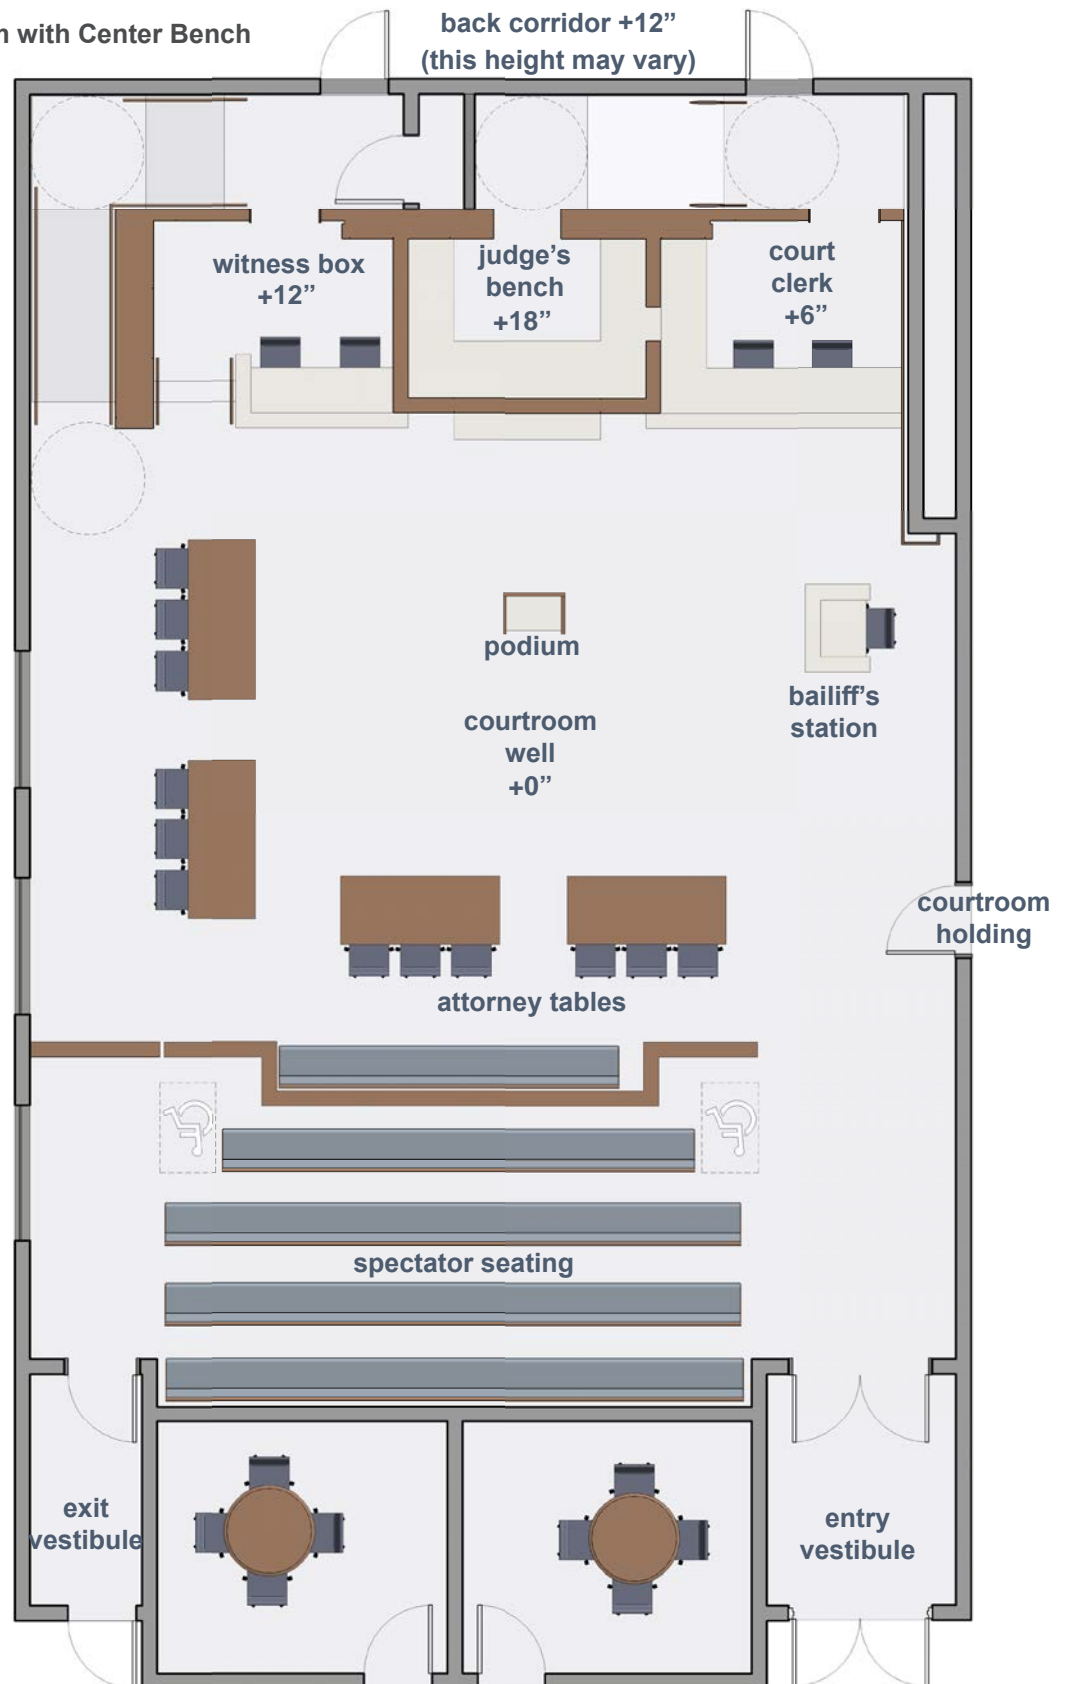 with Center Bench
back corridor +12”
(this height may vary)
witness box
+12”
judge’s
bench
+18”
court
clerk
+6”
podium
bailiff’s
station
courtroom
well
+0”
courtroom
holding
attorney tables
spectator seating
exit
vestibule
entry
vestibule